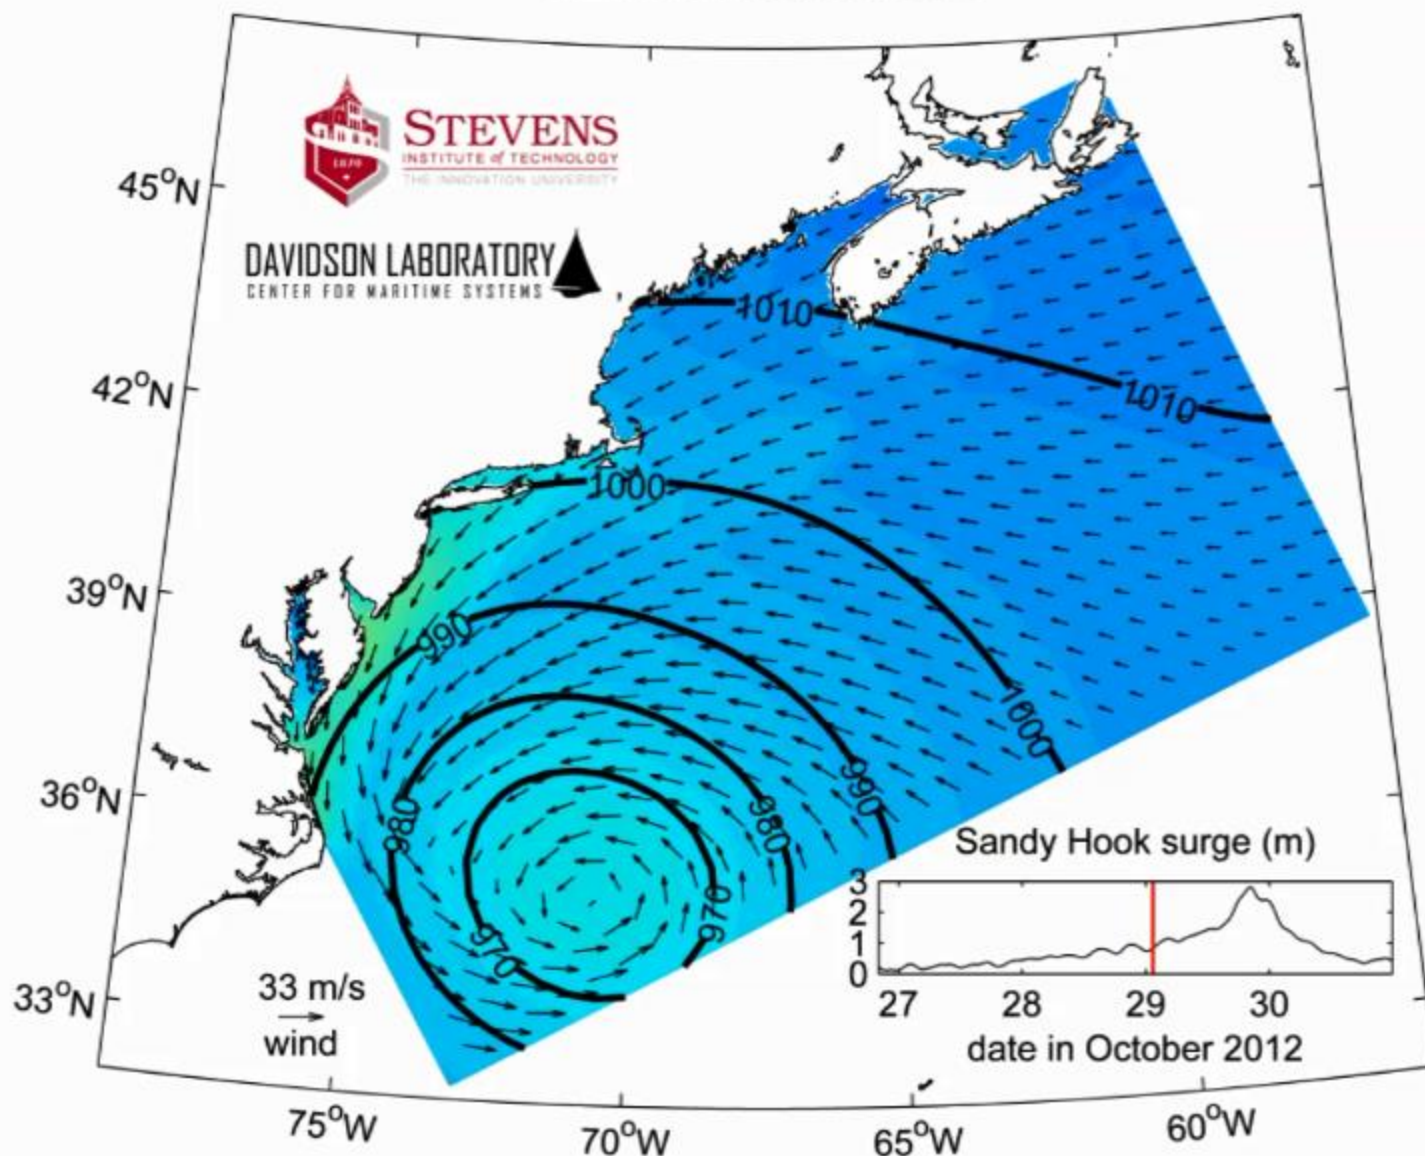 STEVENS
INSTITUTE of TECHNOLOGY
THE INNOVATION UNIVERSITY
1870
DAVIDSON LABORATORY
CENTER FOR MARITIME SYSTEMS
45°N
42°N
39°N
36°N
33°N
1010
1010
1000
1000
990
990
980
980
970
970
33 m/s
wind
Sandy Hook surge (m)
3
2
1
0
27 28 29 30
date in October 2012
75°W 70°W 65°W 60°W